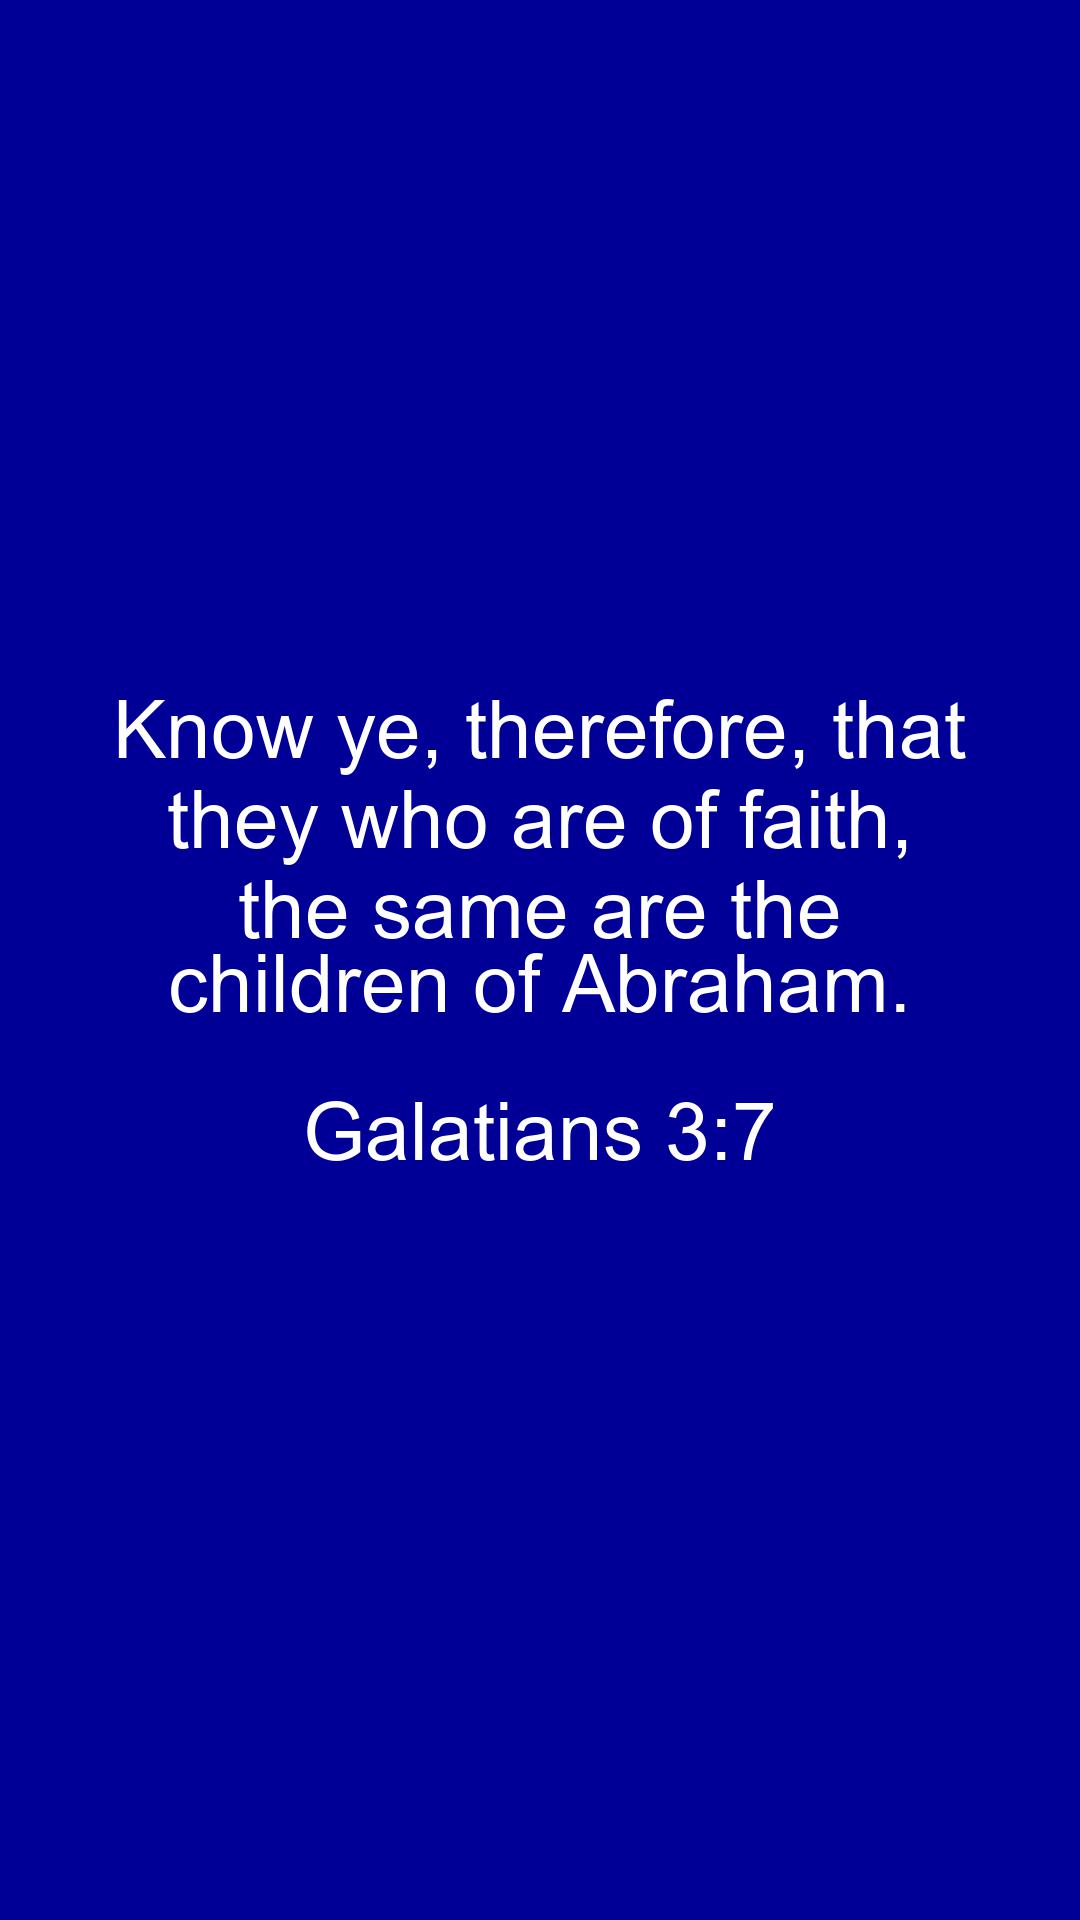 Know ye, therefore, that
they who are of faith,
the same are the
children of Abraham.
Galatians 3:7